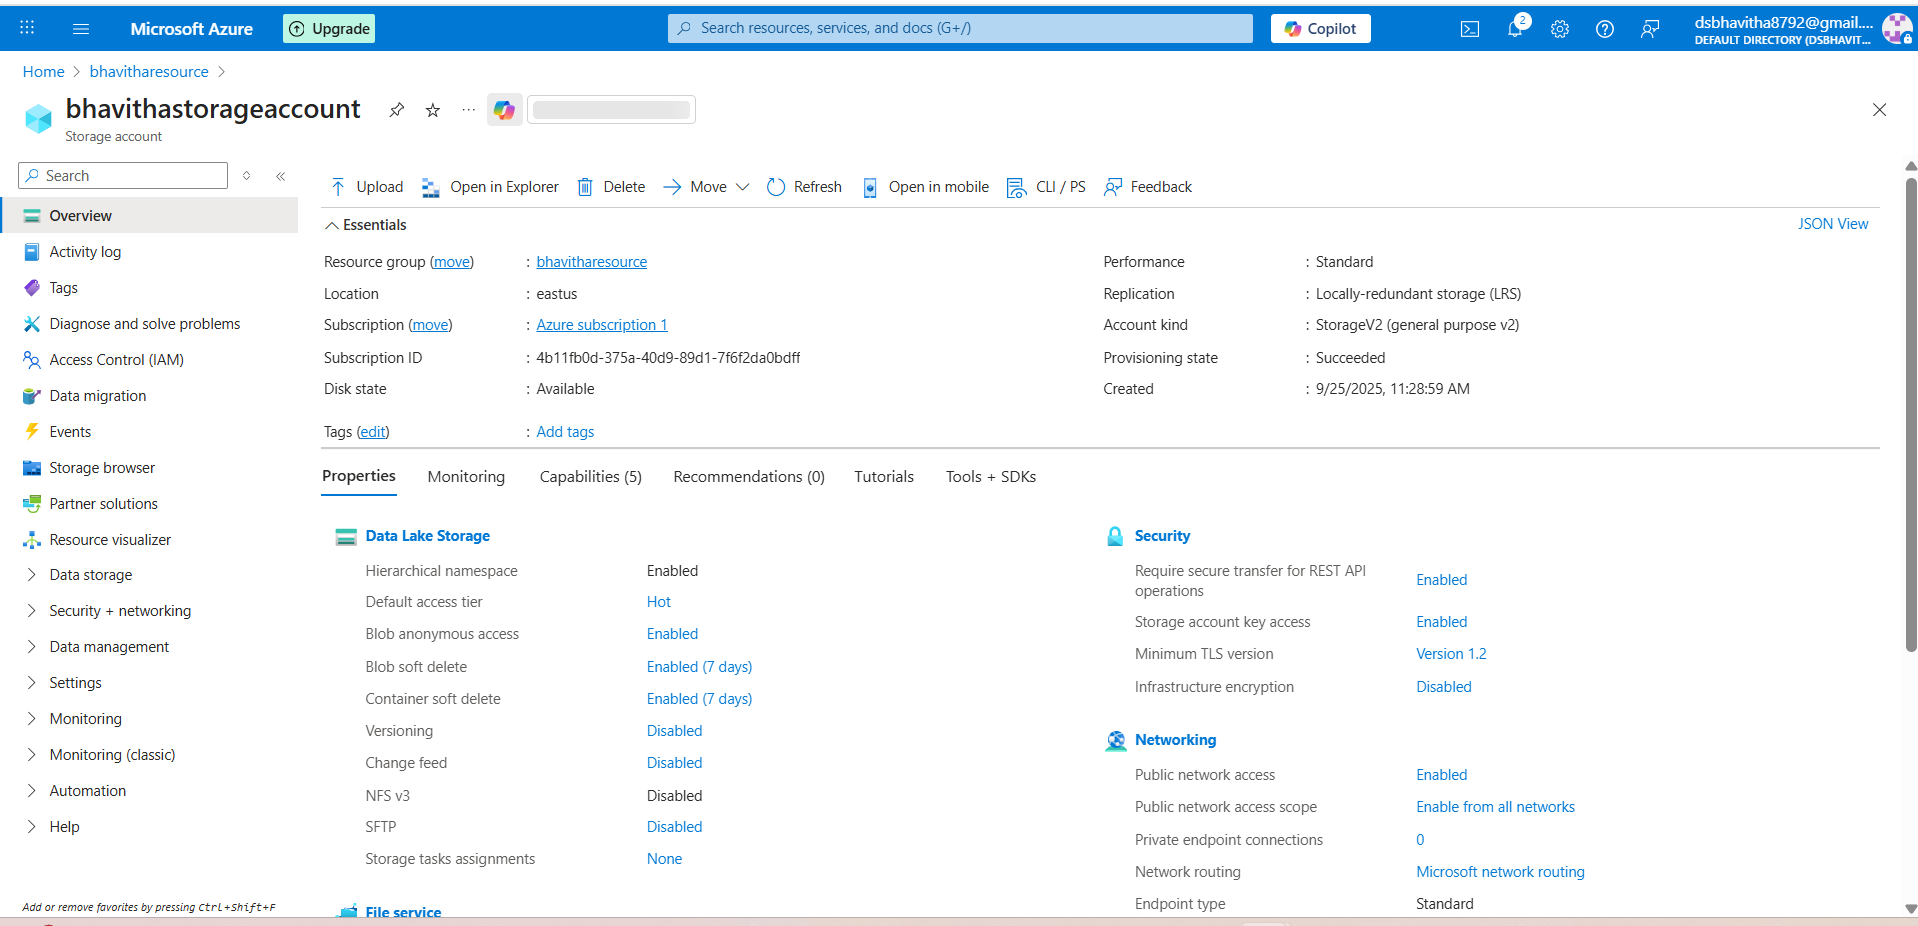 Microsoft Azure
Upgrade
Search resources, services, and docs (G+/)
Copilot
2
dsbhavitha8792@gmail....
DEFAULT DIRECTORY (DSBHAVIT...
Home > bhavitharesource >
bhavithastorageaccount
Storage account
Search
Overview
Activity log
Tags
Diagnose and solve problems
Access Control (IAM)
Data migration
Events
Storage browser
Partner solutions
Resource visualizer
Data storage
Security + networking
Data management
Settings
Monitoring
Monitoring (classic)
Automation
Help
Add or remove favorites by pressing Ctrl+Shift+F
Upload Open in Explorer Delete Move Refresh Open in mobile CLI / PS Feedback
Essentials
JSON View
Resource group (move) : bhavitharesource
Location : eastus
Subscription (move) : Azure subscription 1
Subscription ID : 4b11fb0d-375a-40d9-89d1-7f6f2da0bdff
Disk state : Available
Tags (edit) : Add tags
Performance : Standard
Replication : Locally-redundant storage (LRS)
Account kind : StorageV2 (general purpose v2)
Provisioning state : Succeeded
Created : 9/25/2025, 11:28:59 AM
Properties Monitoring Capabilities (5) Recommendations (0) Tutorials Tools + SDKs
Data Lake Storage
Hierarchical namespace Enabled
Default access tier Hot
Blob anonymous access Enabled
Blob soft delete Enabled (7 days)
Container soft delete Enabled (7 days)
Versioning Disabled
Change feed Disabled
NFS v3 Disabled
SFTP Disabled
Storage tasks assignments None
File service
Security
Require secure transfer for REST API
operations Enabled
Storage account key access Enabled
Minimum TLS version Version 1.2
Infrastructure encryption Disabled
Networking
Public network access Enabled
Public network access scope Enable from all networks
Private endpoint connections 0
Network routing Microsoft network routing
Endpoint type Standard